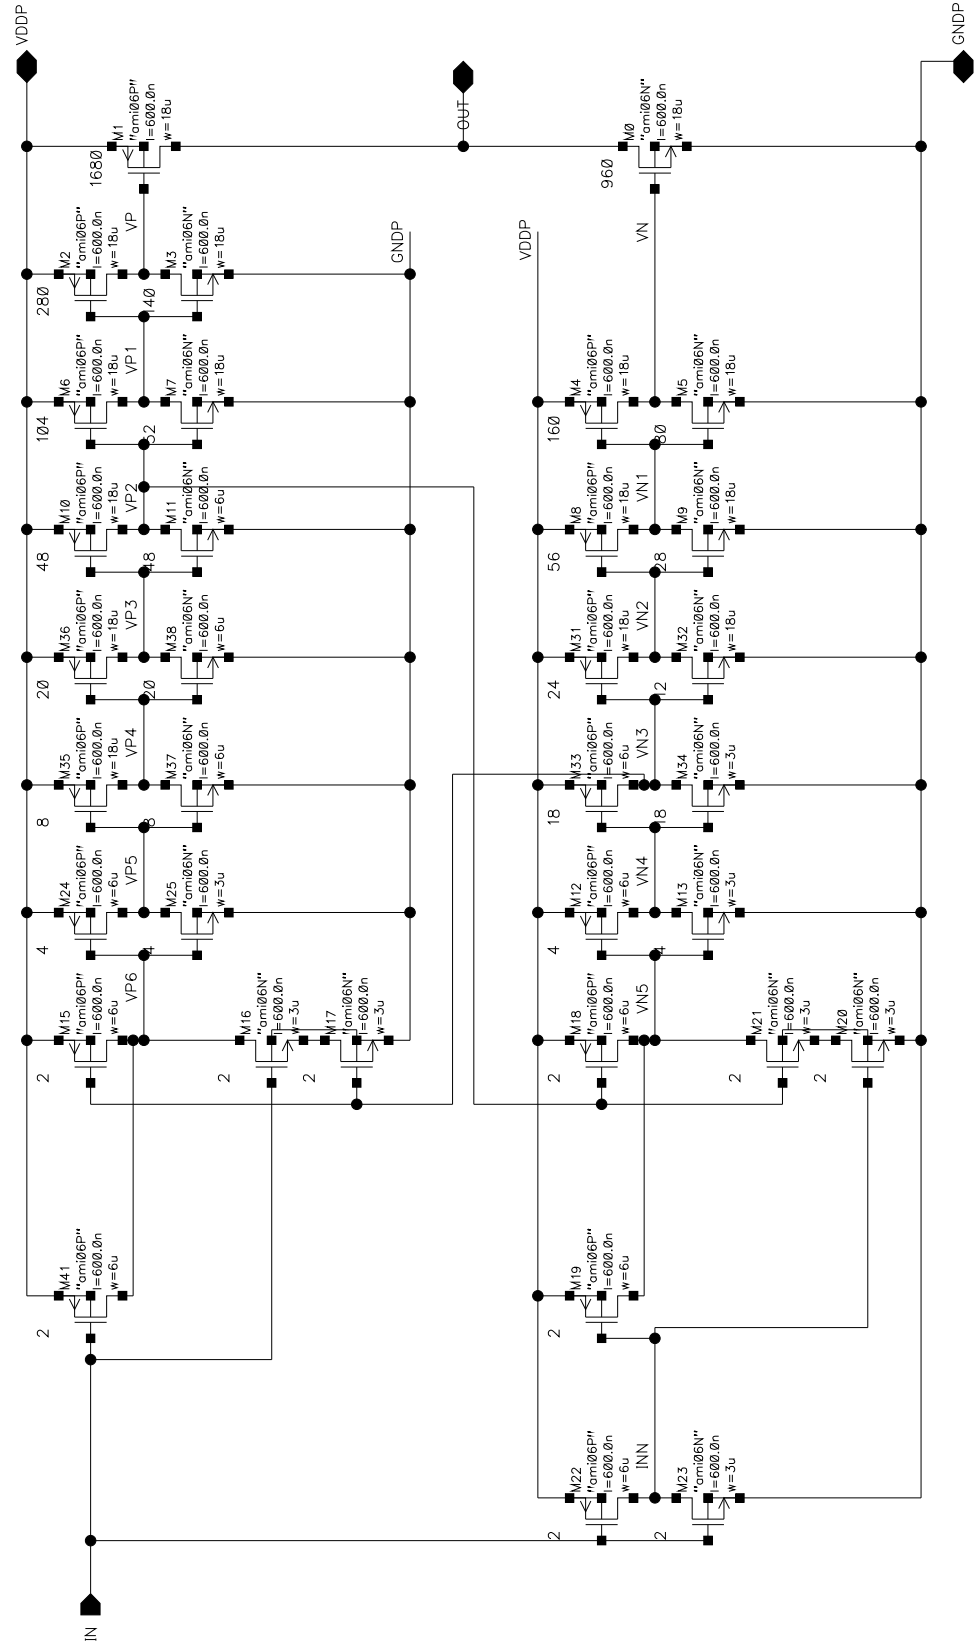 VDDP
IN
2
M41
"ami06P"
l=600.0n
w=6u
2
M15
"ami06P"
l=600.0n
w=6u
4
M24
"ami06P"
l=600.0n
w=6u
8
M35
"ami06P"
l=600.0n
w=18u
20
M36
"ami06P"
l=600.0n
w=18u
48
M10
"ami06P"
l=600.0n
w=18u
104
M6
"ami06P"
l=600.0n
w=18u
280
M2
"ami06P"
l=600.0n
w=18u
1680
M1
"ami06P"
l=600.0n
w=18u
VP6
VP5
VP4
VP3
VP2
VP1
VP
4
M25
"ami06N"
l=600.0n
w=3u
8
M37
"ami06N"
l=600.0n
w=6u
20
M38
"ami06N"
l=600.0n
w=6u
48
M11
"ami06N"
l=600.0n
w=6u
52
M7
"ami06N"
l=600.0n
w=18u
140
M3
"ami06N"
l=600.0n
w=18u
2
M16
"ami06N"
l=600.0n
w=3u
2
M17
"ami06N"
l=600.0n
w=3u
GNDP
OUT
VDDP
2
M22
"ami06P"
l=600.0n
w=6u
2
M19
"ami06P"
l=600.0n
w=6u
2
M18
"ami06P"
l=600.0n
w=6u
4
M12
"ami06P"
l=600.0n
w=6u
18
M33
"ami06P"
l=600.0n
w=6u
24
M31
"ami06P"
l=600.0n
w=18u
56
M8
"ami06P"
l=600.0n
w=18u
160
M4
"ami06P"
l=600.0n
w=18u
960
M0
"ami06N"
l=600.0n
w=18u
INN
VN5
VN4
VN3
VN2
VN1
VN
2
M23
"ami06N"
l=600.0n
w=3u
4
M13
"ami06N"
l=600.0n
w=3u
18
M34
"ami06N"
l=600.0n
w=3u
12
M32
"ami06N"
l=600.0n
w=18u
28
M9
"ami06N"
l=600.0n
w=18u
80
M5
"ami06N"
l=600.0n
w=18u
2
M21
"ami06N"
l=600.0n
w=3u
2
M20
"ami06N"
l=600.0n
w=3u
GNDP